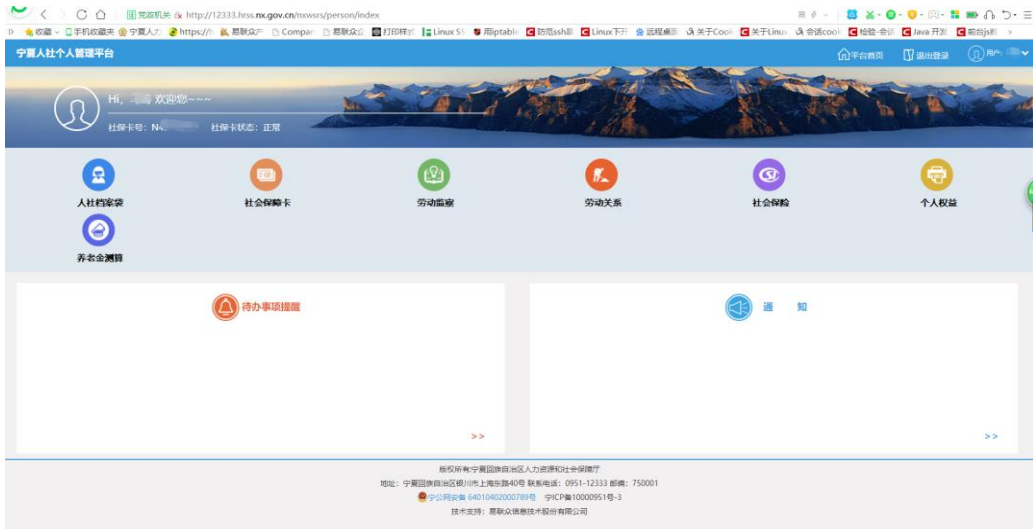 党政机关 http://12333.hrss.nx.gov.cn/nxwsrs/person/index
收藏 手机收藏夹 宁夏人力 https://h 易联众产 Compar 易联众企 打印样式 Linux SS 用iptable 防范ssh暴 Linux下开 远程桌面 关于Cook 关于Linux 会话cook 检验-会话 Java 开发 前台js框
宁夏人社个人管理平台 平台首页 退出登录 用户:
Hi, 欢迎您~~~
社保卡号: N4 社保卡状态: 正常
人社档案袋 社会保障卡 劳动监察 劳动关系 社会保险 个人权益
养老金测算
待办事项提醒 通 知
>> >>
版权所有:宁夏回族自治区人力资源和社会保障厅
地址: 宁夏回族自治区银川市上海东路40号 联系电话: 0951-12333 邮编: 750001
宁公网安备 64010402000789号 宁ICP备10000951号-3
技术支持: 易联众信息技术股份有限公司